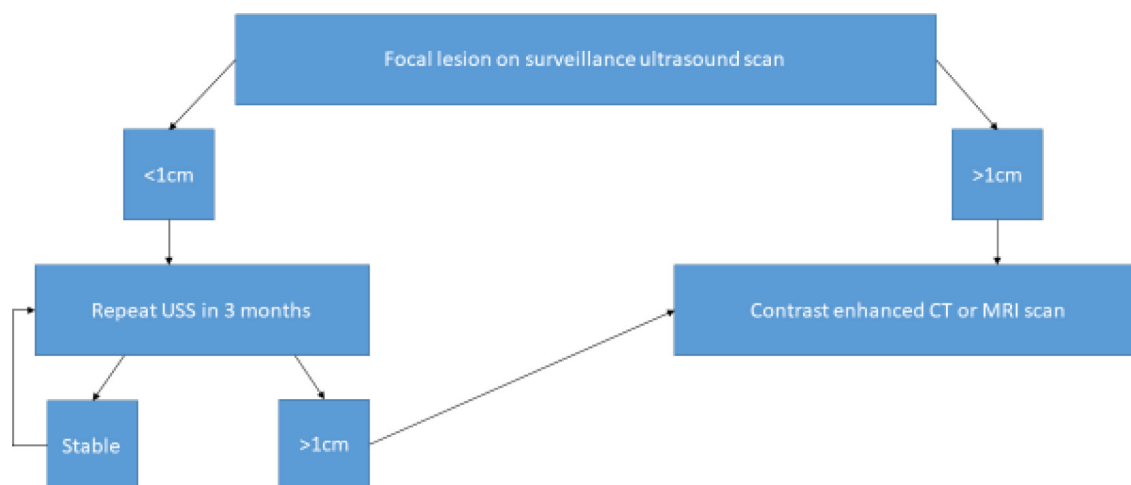 Focal lesion on surveillance ultrasound scan
<1cm
>1cm
Repeat USS in 3 months
Contrast enhanced CT or MRI scan
Stable
>1cm